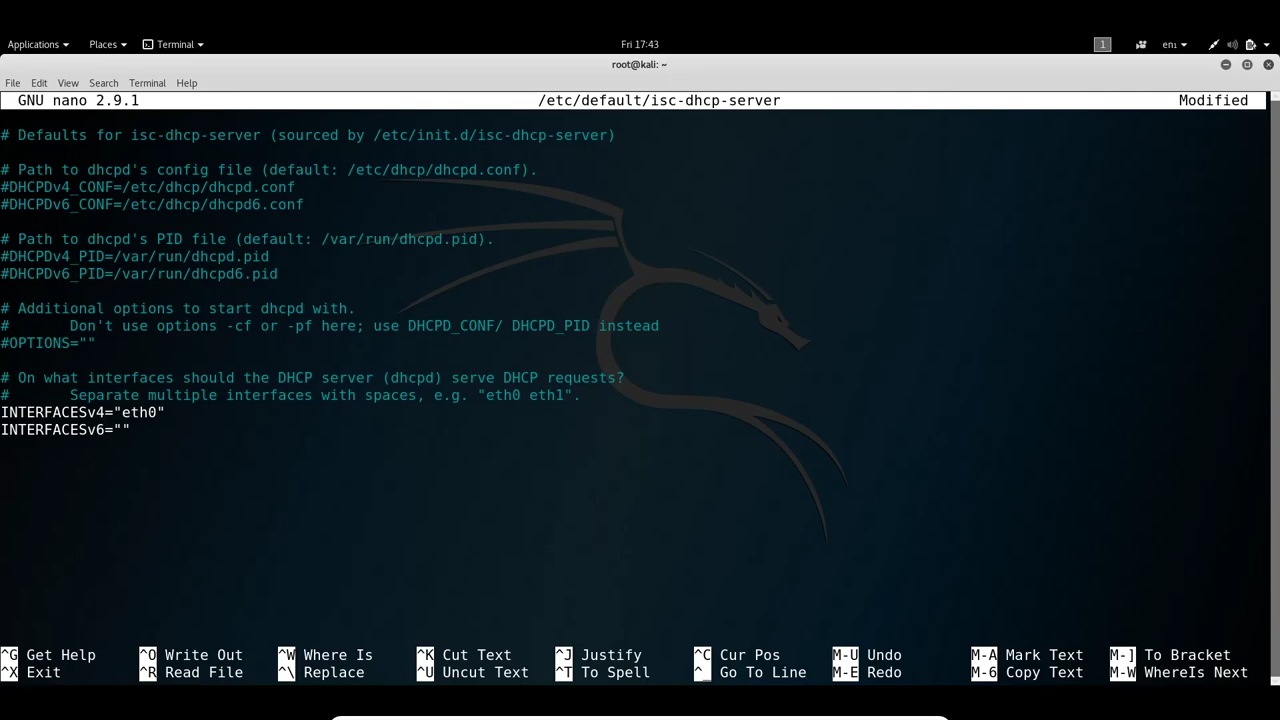 Applications Places Terminal Fri 17:43 1 en1
root@kali: ~
File Edit View Search Terminal Help
GNU nano 2.9.1 /etc/default/isc-dhcp-server Modified
# Defaults for isc-dhcp-server (sourced by /etc/init.d/isc-dhcp-server)
# Path to dhcpd's config file (default: /etc/dhcp/dhcpd.conf).
#DHCPDv4_CONF=/etc/dhcp/dhcpd.conf
#DHCPDv6_CONF=/etc/dhcp/dhcpd6.conf
# Path to dhcpd's PID file (default: /var/run/dhcpd.pid).
#DHCPDv4_PID=/var/run/dhcpd.pid
#DHCPDv6_PID=/var/run/dhcpd6.pid
# Additional options to start dhcpd with.
#       Don't use options -cf or -pf here; use DHCPD_CONF/ DHCPD_PID instead
#OPTIONS=""
# On what interfaces should the DHCP server (dhcpd) serve DHCP requests?
#       Separate multiple interfaces with spaces, e.g. "eth0 eth1".
INTERFACESv4="eth0"
INTERFACESv6=""
^G Get Help ^O Write Out ^W Where Is ^K Cut Text ^J Justify ^C Cur Pos M-U Undo M-A Mark Text M-] To Bracket
^X Exit ^R Read File ^\ Replace ^U Uncut Text ^T To Spell ^_ Go To Line M-E Redo M-6 Copy Text M-W WhereIs Next